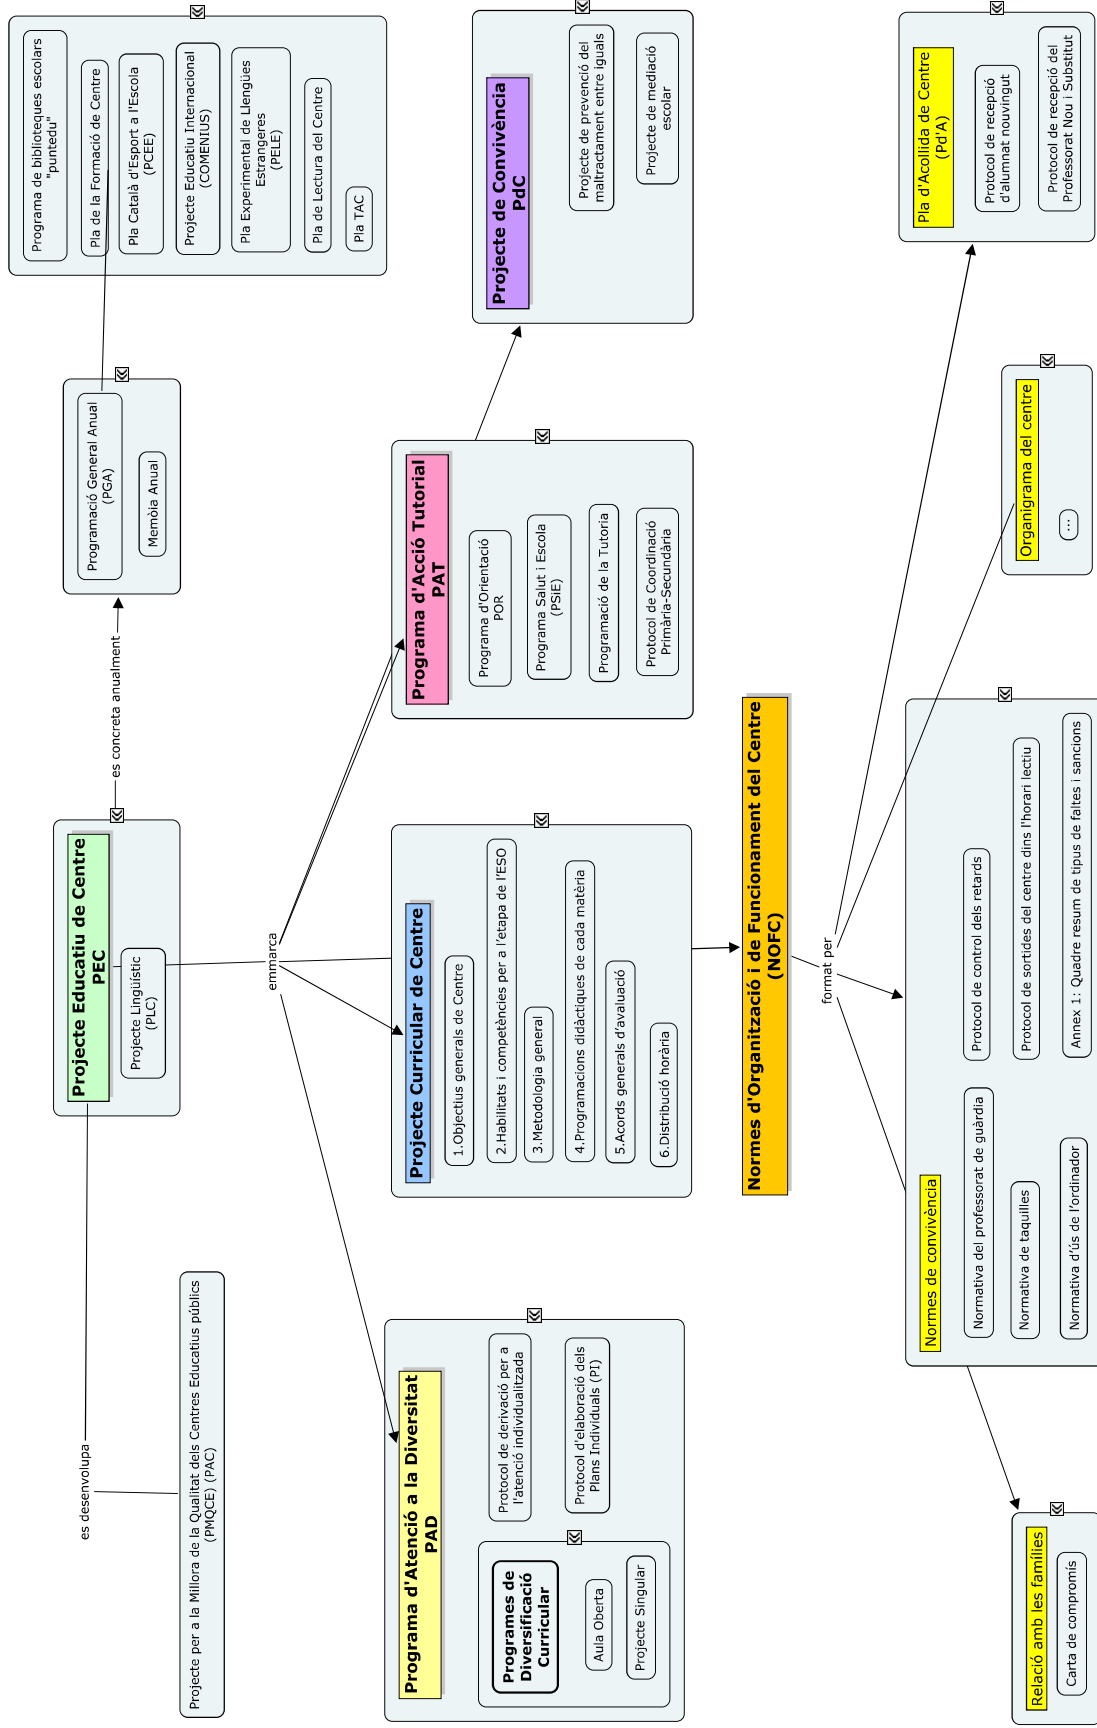 Projecte Educatiu de Centre
PEC
Projecte Lingüístic
(PLC)
es desenvolupa
Projecte per a la Millora de la Qualitat dels Centres Educatius públics
(PMQCE) (PAC)
es concreta anualment
Programació General Anual
(PGA)
Memòia Anual
Programa de biblioteques escolars
"puntedu"
Pla de la Formació de Centre
Pla Català d'Esport a l'Escola
(PCEE)
Projecte Educatiu Internacional
(COMENIUS)
Pla Experimental de Llengües
Estrangeres
(PELE)
Pla de Lectura del Centre
Pla TAC
emmarca
Programa d'Atenció a la Diversitat
PAD
Protocol de derivació per a
l'atenció individualitzada
Protocol d'elaboració dels
Plans Individuals (PI)
Programes de
Diversificació
Curricular
Aula Oberta
Projecte Singular
Projecte Curricular de Centre
1.Objectius generals de Centre
2.Habilitats i competències per a l'etapa de l'ESO
3.Metodologia general
4.Programacions didàctiques de cada matèria
5.Acords generals d'avaluació
6.Distribució horària
Programa d'Acció Tutorial
PAT
Programa d'Orientació
POR
Programa Salut i Escola
(PSiE)
Programació de la Tutoria
Protocol de Coordinació
Primària-Secundària
Projecte de Convivència
PdC
Projecte de prevenció del
maltractament entre iguals
Projecte de mediació
escolar
Normes d'Organització i de Funcionament del Centre
(NOFC)
format per
Relació amb les famílies
Carta de compromís
Normes de convivència
Normativa del professorat de guàrdia
Normativa de taquilles
Normativa d'ús de l'ordinador
Protocol de control dels retards
Protocol de sortides del centre dins l'horari lectiu
Annex 1: Quadre resum de tipus de faltes i sancions
Organigrama del centre
...
Pla d'Acollida de Centre
(Pd'A)
Protocol de recepció
d'alumnat nouvingut
Protocol de recepció del
Professorat Nou i Substitut